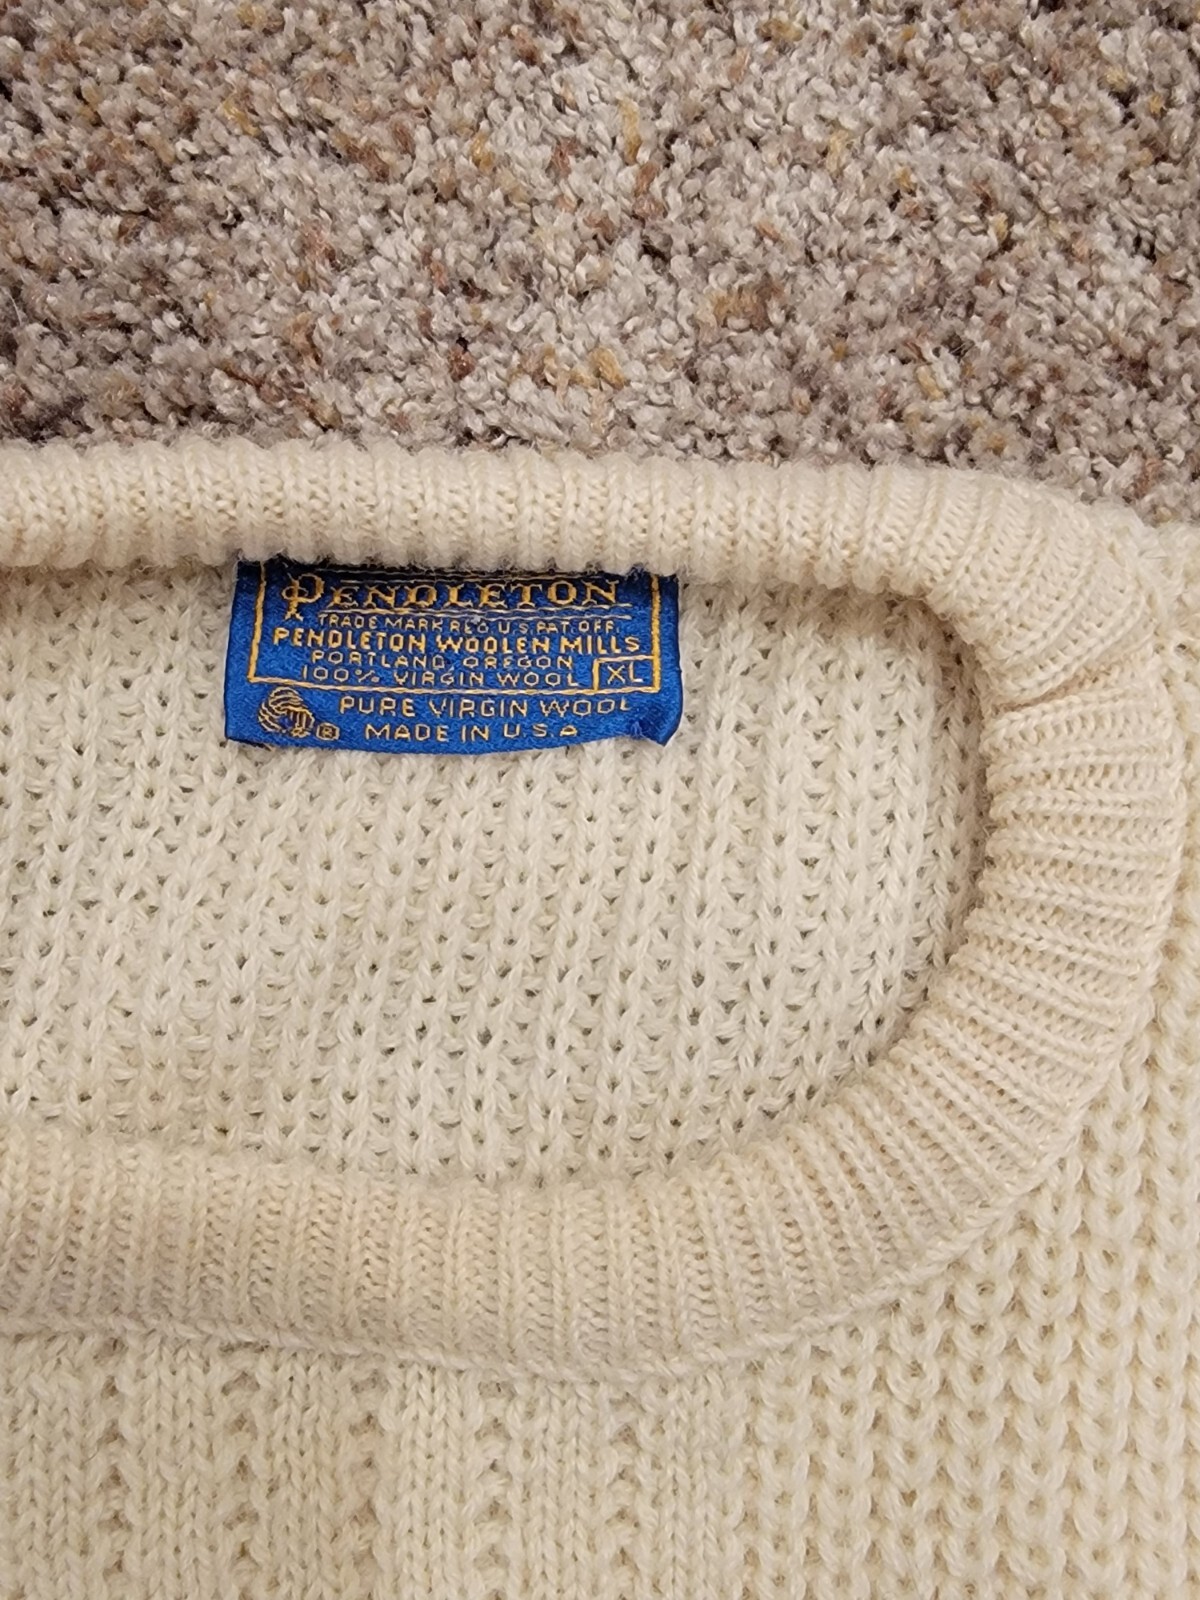 PENDLETON
TRADE MARK REG U.S. PAT. OFF.
PENDLETON WOOLEN MILLS
PORTLAND, OREGON
100% VIRGIN WOOL XL
PURE VIRGIN WOOL
® MADE IN U.S.A